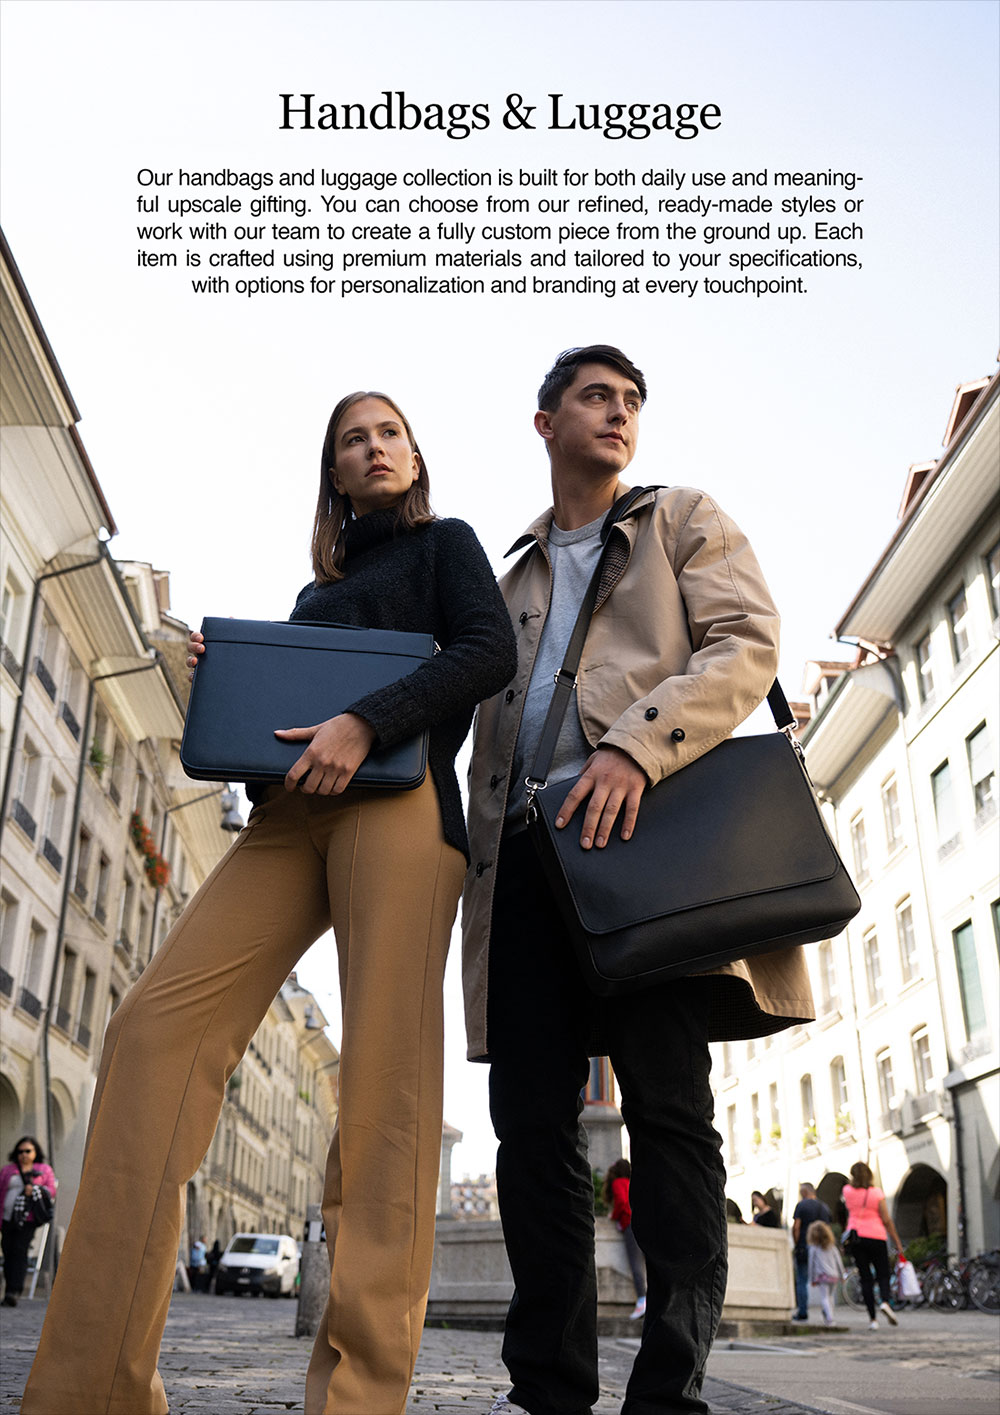 Handbags & Luggage
Our handbags and luggage collection is built for both daily use and meaning-
ful upscale gifting. You can choose from our refined, ready-made styles or
work with our team to create a fully custom piece from the ground up. Each
item is crafted using premium materials and tailored to your specifications,
with options for personalization and branding at every touchpoint.